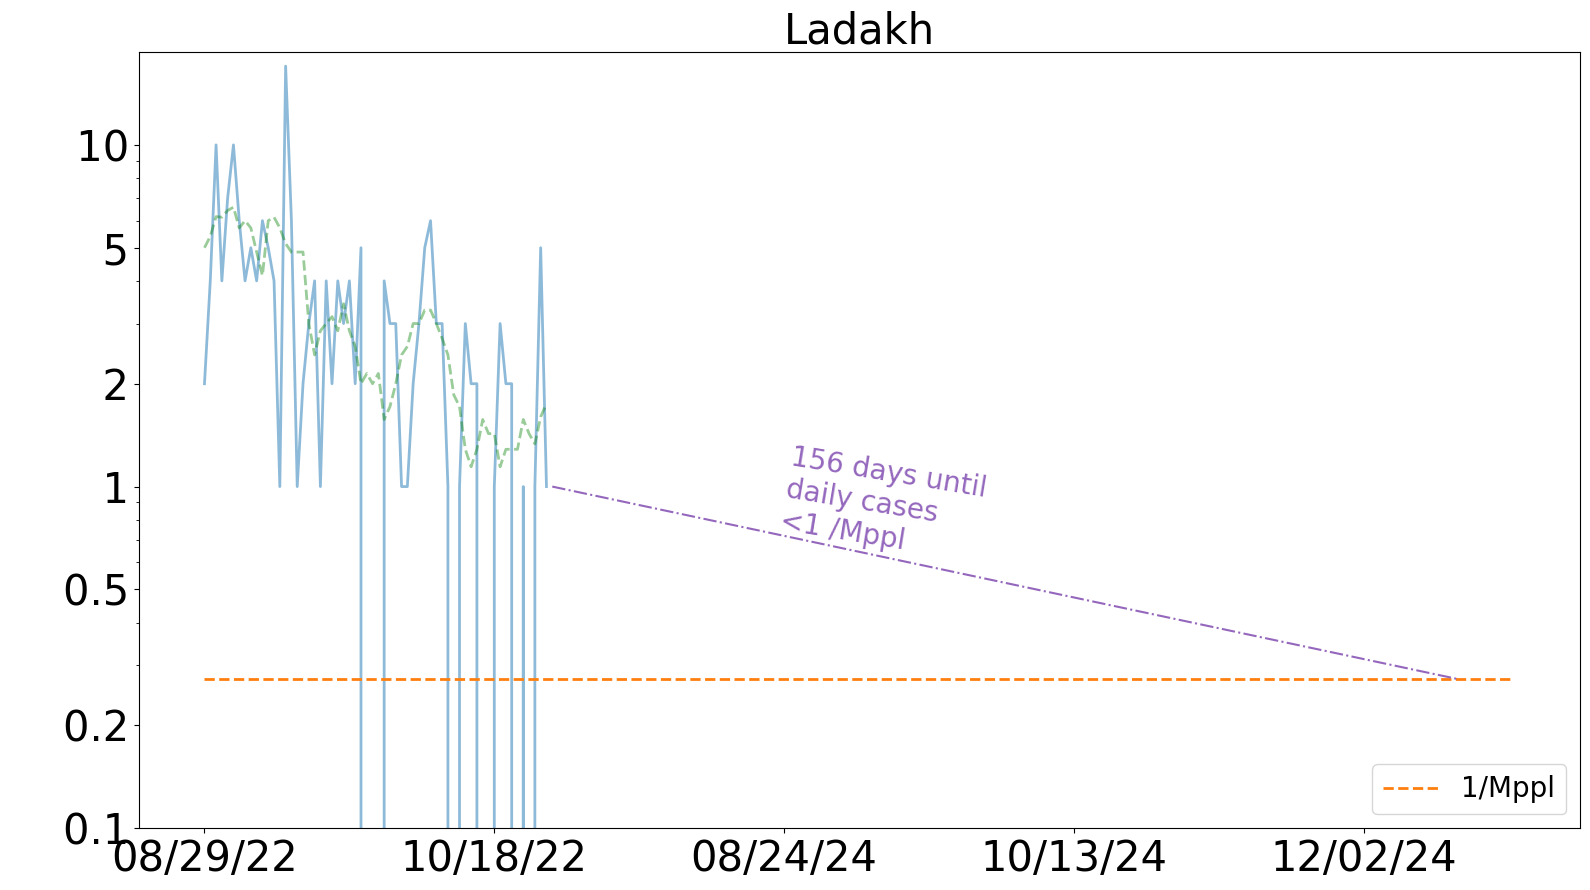 Ladakh
10
5
2
1
0.5
0.2
0.1
156 days until
daily cases
<1 /Mppl
1/Mppl
08/29/22
10/18/22
08/24/24
10/13/24
12/02/24